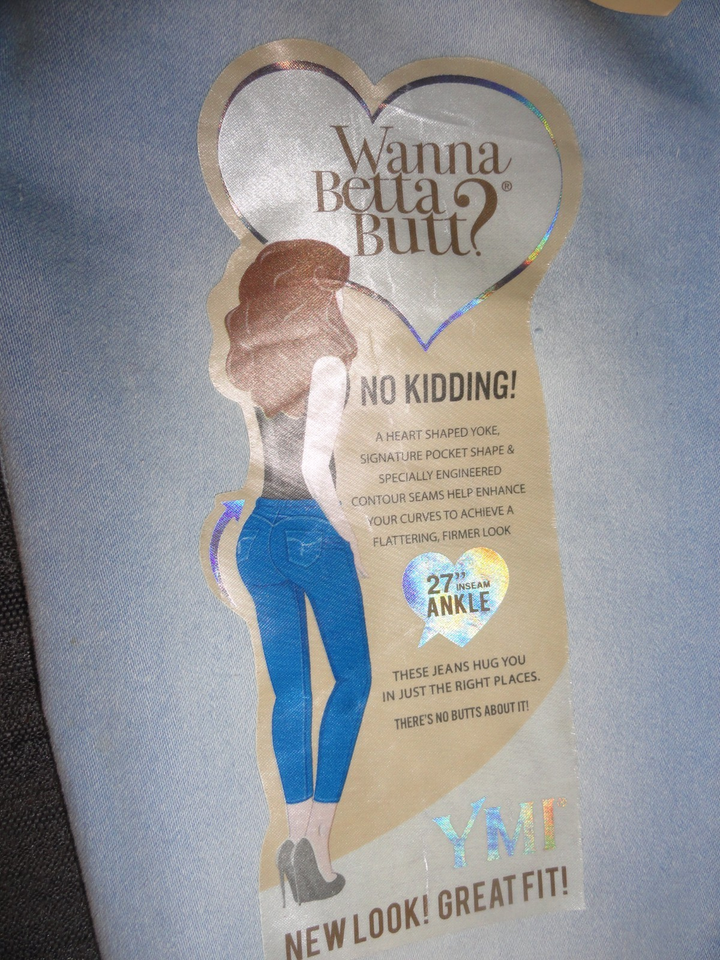 Wanna
Betta
Butt?®
NO KIDDING!
A HEART SHAPED YOKE,
SIGNATURE POCKET SHAPE &
SPECIALLY ENGINEERED
CONTOUR SEAMS HELP ENHANCE
YOUR CURVES TO ACHIEVE A
FLATTERING, FIRMER LOOK
27” INSEAM
ANKLE
THESE JEANS HUG YOU
IN JUST THE RIGHT PLACES.
THERE'S NO BUTTS ABOUT IT!
YMI®
NEW LOOK! GREAT FIT!